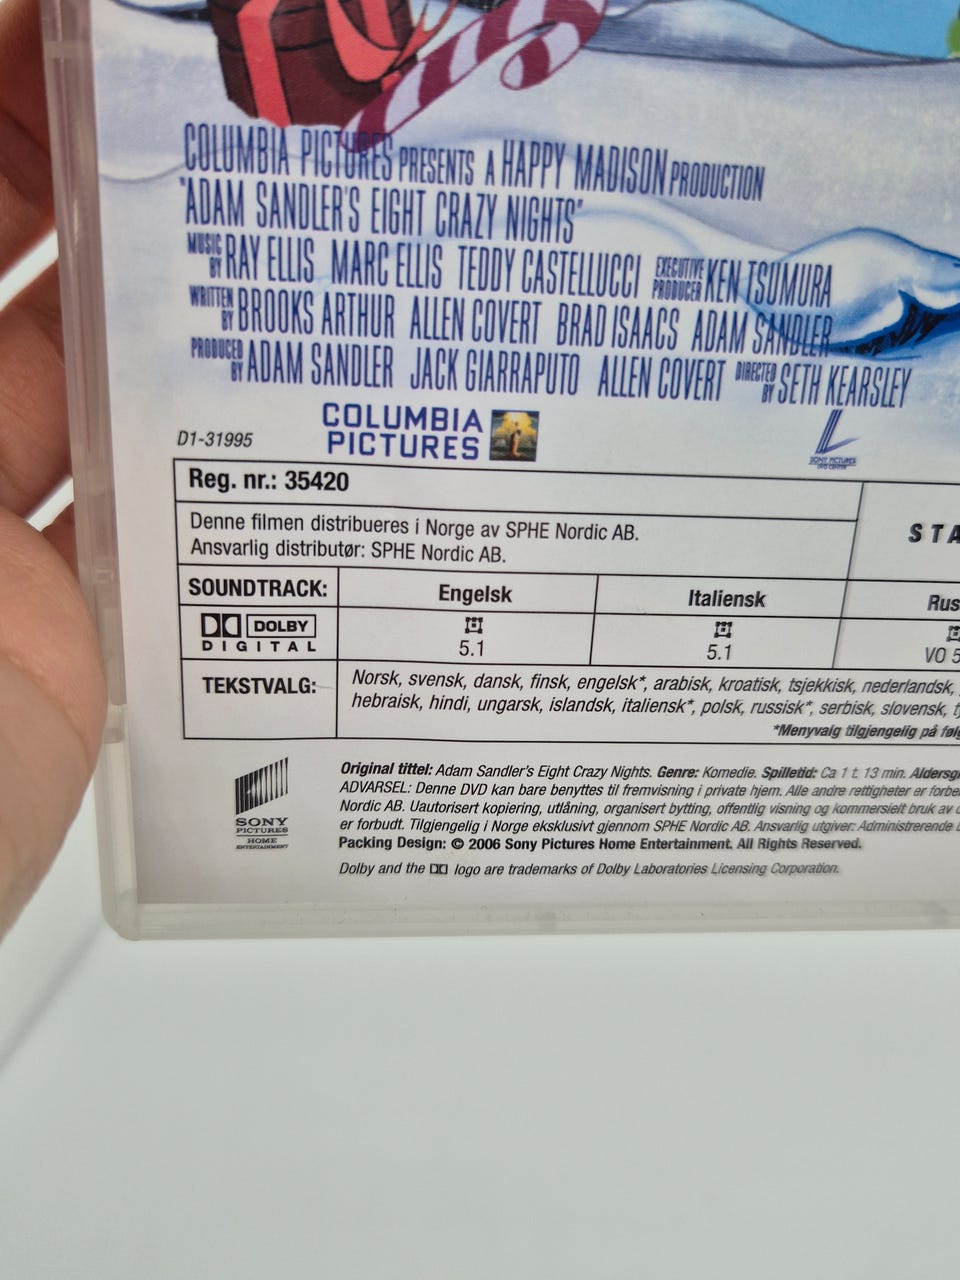 COLUMBIA PICTURES PRESENTS A HAPPY MADISON PRODUCTION
"ADAM SANDLER'S EIGHT CRAZY NIGHTS"
MUSIC BY RAY ELLIS MARC ELLIS TEDDY CASTELLUCCI EXECUTIVE PRODUCER KEN TSUMURA
WRITTEN BY BROOKS ARTHUR ALLEN COVERT BRAD ISAACS ADAM SANDLER
PRODUCED BY ADAM SANDLER JACK GIARRAPUTO ALLEN COVERT DIRECTED BY SETH KEARSLEY
D1-31995
COLUMBIA
PICTURES
SONY PICTURES
DVD CENTER
Reg. nr.: 35420
Denne filmen distribueres i Norge av SPHE Nordic AB.
Ansvarlig distributør: SPHE Nordic AB.
STA
SOUNDTRACK: Engelsk Italiensk Rus
DOLBY
DIGITAL
5.1 5.1 VO 5
TEKSTVALG: Norsk, svensk, dansk, finsk, engelsk*, arabisk, kroatisk, tsjekkisk, nederlandsk,
hebraisk, hindi, ungarsk, islandsk, italiensk*, polsk, russisk*, serbisk, slovensk, t
*Menyvalg tilgjengelig på følg
SONY
PICTURES
HOME
ENTERTAINMENT
Original tittel: Adam Sandler's Eight Crazy Nights. Genre: Komedie. Spilletid: Ca 1 t. 13 min. Aldersgr
ADVARSEL: Denne DVD kan bare benyttes til fremvisning i private hjem. Alle andre rettigheter er forbe
Nordic AB. Uautorisert kopiering, utlåning, organisert bytting, offentlig visning og kommersielt bruk av
er forbudt. Tilgjengelig i Norge eksklusivt gjennom SPHE Nordic AB. Ansvarlig utgiver: Administrerende
Packing Design: © 2006 Sony Pictures Home Entertainment. All Rights Reserved.
Dolby and the logo are trademarks of Dolby Laboratories Licensing Corporation.